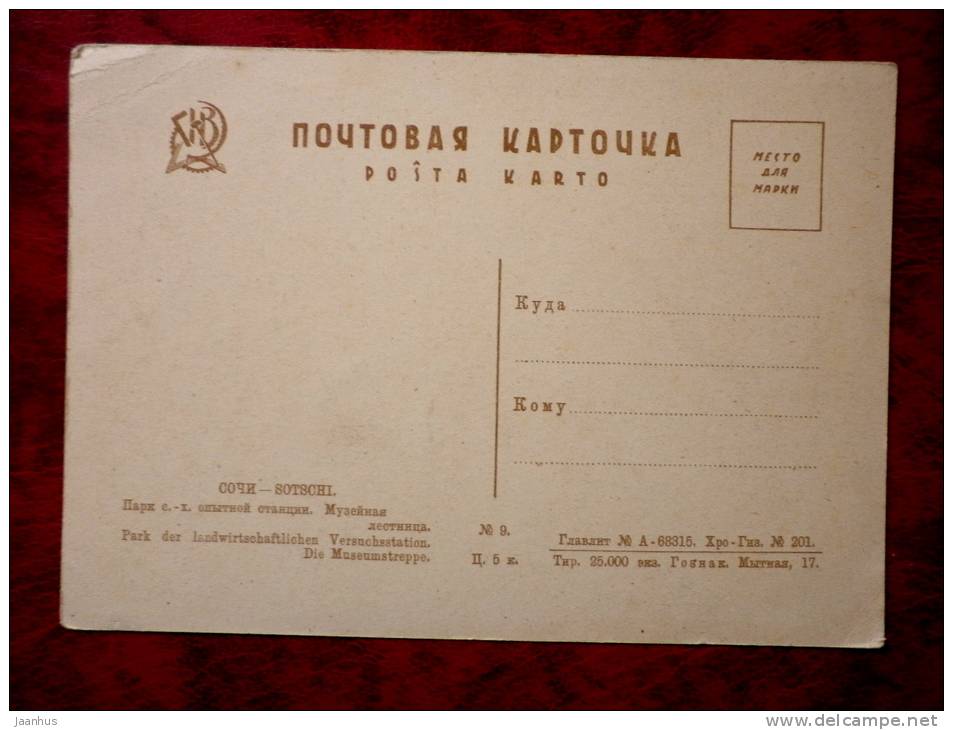 ПОЧТОВАЯ КАРТОЧКА
POŜTA KARTO
МЕСТО
ДЛЯ
МАРКИ
Куда
Кому
СОЧИ — SOTSCHI.
Парк с.-х. опытной станции. Музейная
лестница.
Park der landwirtschaftlichen Versuchsstation.
Die Museumstreppe.
№ 9.
Ц. 5 к.
Главлит № А-68315. Хро-Гиз. № 201.
Тир. 25.000 экз. Гознак. Мытная, 17.
Jaanhus
www.delcampe.net